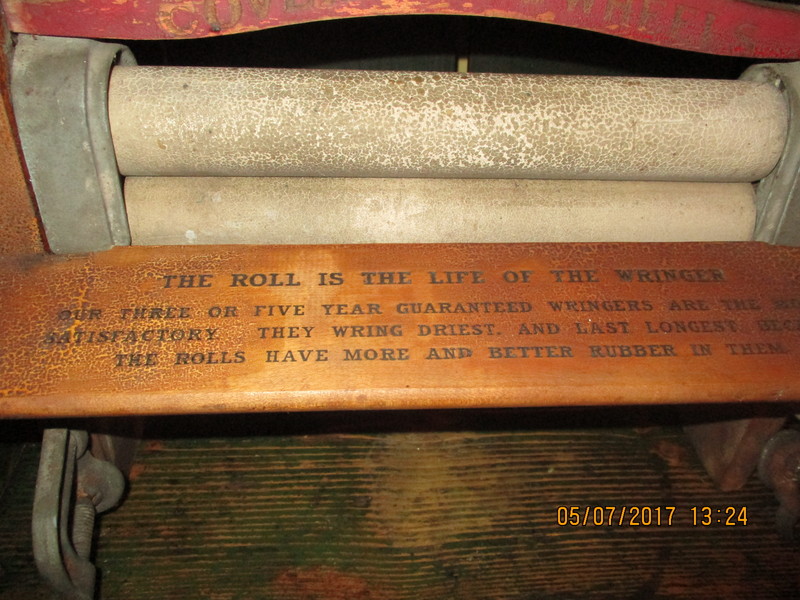 WHEELS
THE ROLL IS THE LIFE OF THE WRINGER
OUR THREE OR FIVE YEAR GUARANTEED WRINGERS ARE THE
SATISFACTORY THEY WRING DRIEST, AND LAST LONGEST
THE ROLLS HAVE MORE AND BETTER RUBBER IN THEM.
05/07/2017 13:24